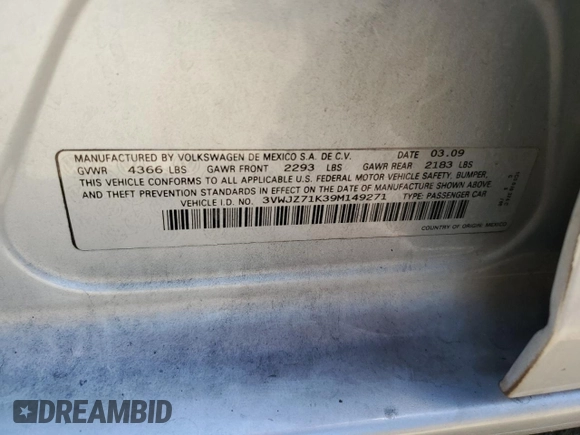 MANUFACTURED BY VOLKSWAGEN DE MEXICO S.A. DE C.V. DATE 03.09
GVWR 4366 LBS GAWR FRONT 2293 LBS GAWR REAR 2183 LBS
THIS VEHICLE CONFORMS TO ALL APPLICABLE U.S. FEDERAL MOTOR VEHICLE SAFETY, BUMPER,
AND THEFT PREVENTION STANDARDS IN EFFECT ON THE DATE OF MANUFACTURE SHOWN ABOVE.
VEHICLE I.D. NO. 3VWJZ71K39M149271 TYPE: PASSENGER CAR
COUNTRY OF ORIGIN: MEXICO
DREAMBID